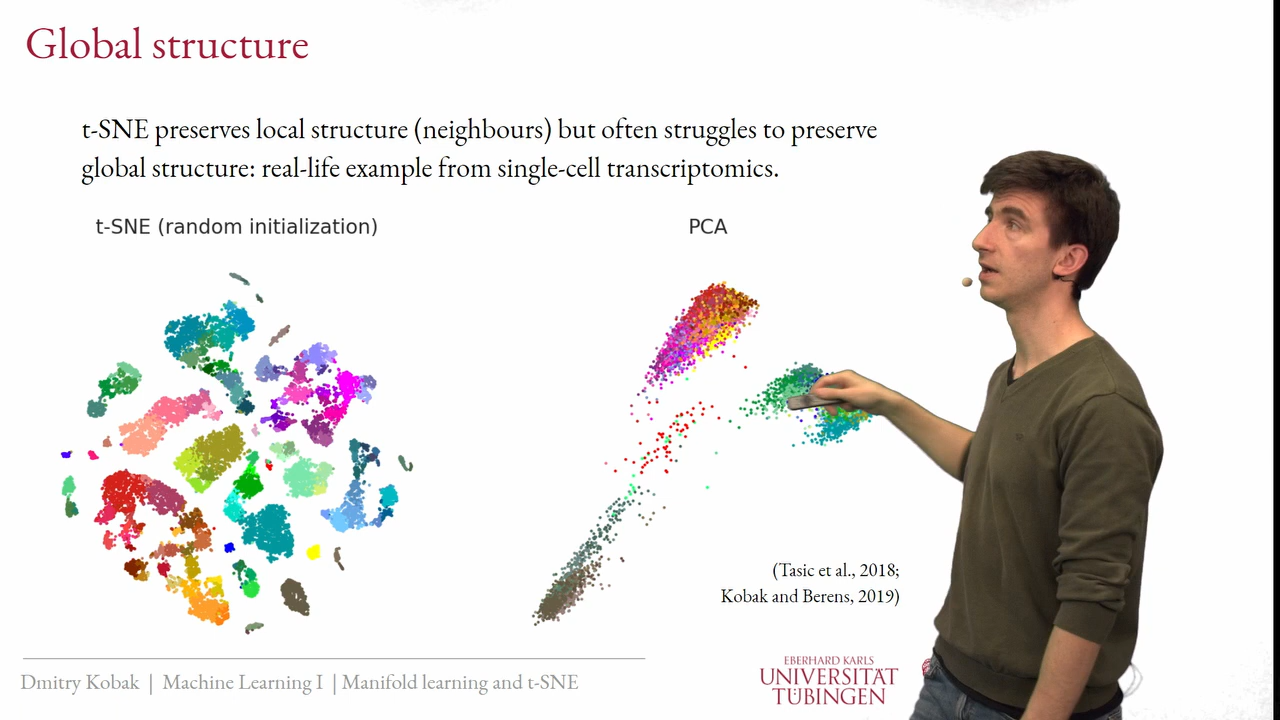 Global structure
t-SNE preserves local structure (neighbours) but often struggles to preserve
global structure: real-life example from single-cell transcriptomics.
t-SNE (random initialization)
PCA
(Tasic et al., 2018;
Kobak and Berens, 2019)
Dmitry Kobak | Machine Learning I | Manifold learning and t-SNE
EBERHARD KARLS
UNIVERSITÄT
TÜBINGEN